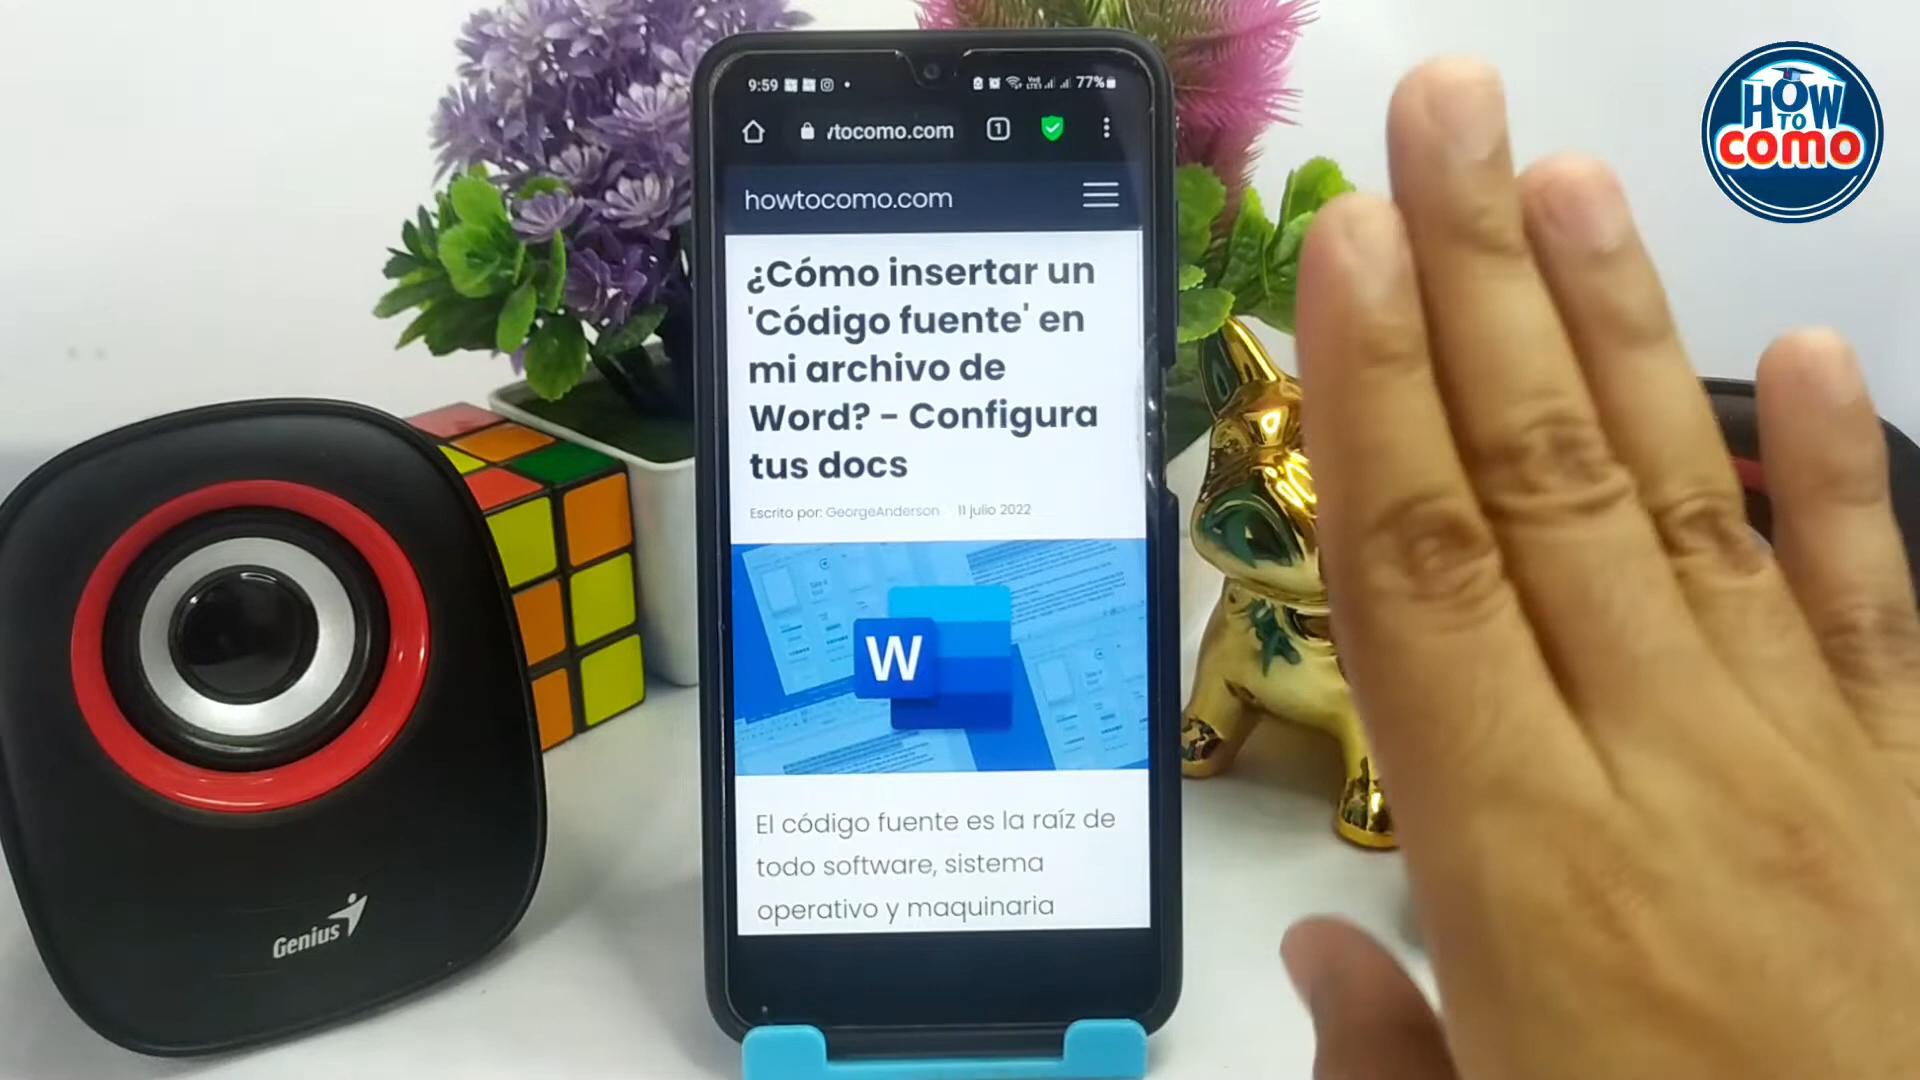 9:59
77%
tocomo.com
1
howtocomo.com
¿Cómo insertar un
'Código fuente' en
mi archivo de
Word? - Configura
tus docs
Escrito por: GeorgeAnderson 11 julio 2022
W
El código fuente es la raíz de
todo software, sistema
operativo y maquinaria
Genius
HOW
TO
como